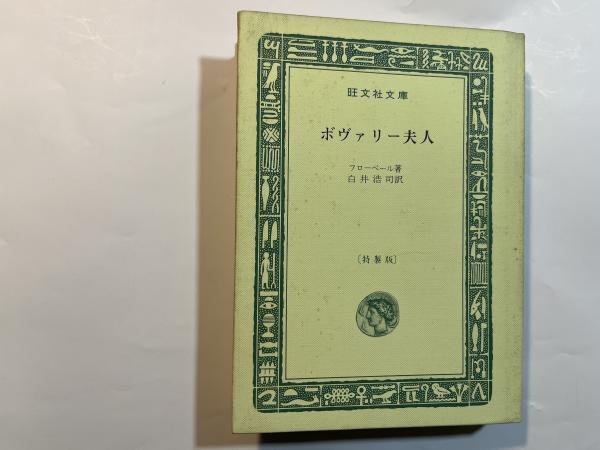 旺文社文庫
ボヴァリー夫人
フローベール著
白井浩司訳
〔特製版〕